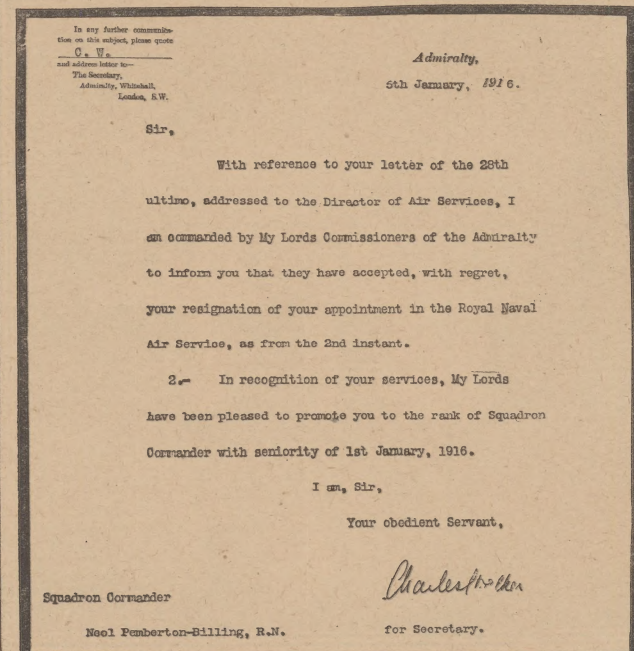 In any further communica-
tion on this subject, please quote
C. W.
and address letter to—
The Secretary,
Admiralty, Whitehall,
London, S.W.
Admiralty,
5th January, 1916.
Sir,
With reference to your letter of the 28th
ultimo, addressed to the Director of Air Services, I
am commanded by My Lords Commissioners of the Admiralty
to inform you that they have accepted, with regret,
your resignation of your appointment in the Royal Naval
Air Service, as from the 2nd instant.
2.- In recognition of your services, My Lords
have been pleased to promote you to the rank of Squadron
Commander with seniority of 1st January, 1916.
I am, Sir,
Your obedient Servant,
Charles
Squadron Commander
Noel Pemberton-Billing, R.N.
for Secretary.